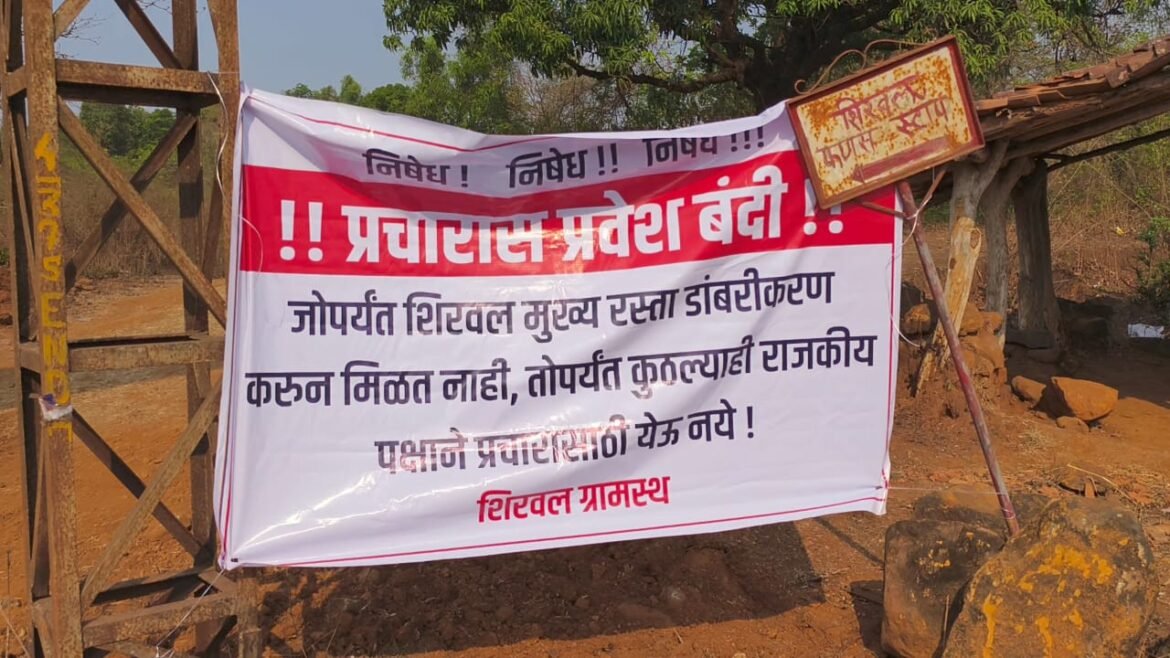 निषेध ! निषेध !! निषेध !!!
!! प्रचारास प्रवेश बंदी !!
जोपर्यंत शिरवल मुख्य रस्ता डांबरीकरण
करुन मिळत नाही, तोपर्यंत कुठल्याही राजकीय
पक्षाने प्रचारासाठी येऊ नये !
शिरवल ग्रामस्थ
शिरवल
फणस स्टाप